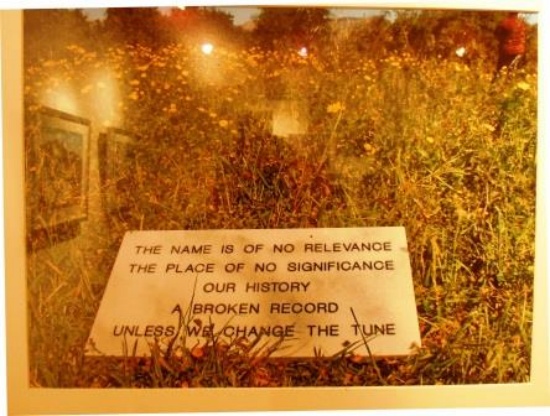 THE NAME IS OF NO RELEVANCE
THE PLACE OF NO SIGNIFICANCE
OUR HISTORY
A BROKEN RECORD
UNLESS WE CHANGE THE TUNE